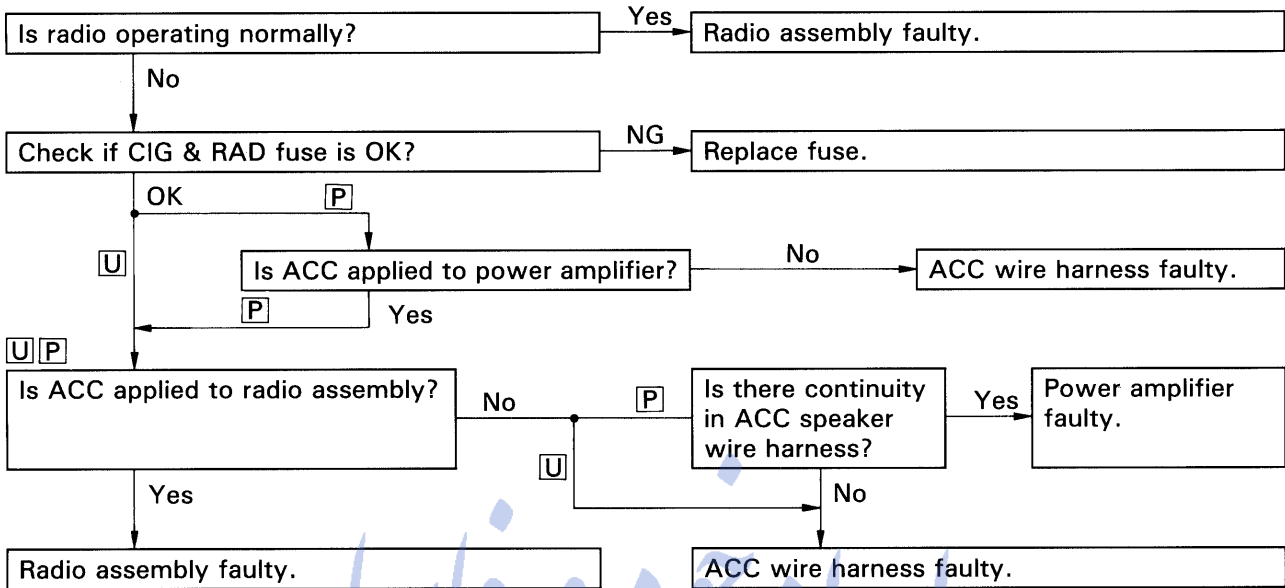 Is radio operating normally?
Yes
Radio assembly faulty.
No
Check if CIG & RAD fuse is OK?
NG
Replace fuse.
OK
P
U
Is ACC applied to power amplifier?
No
ACC wire harness faulty.
P
Yes
U P
Is ACC applied to radio assembly?
No
P
U
Is there continuity
in ACC speaker
wire harness?
Yes
Power amplifier
faulty.
Yes
No
Radio assembly faulty.
ACC wire harness faulty.